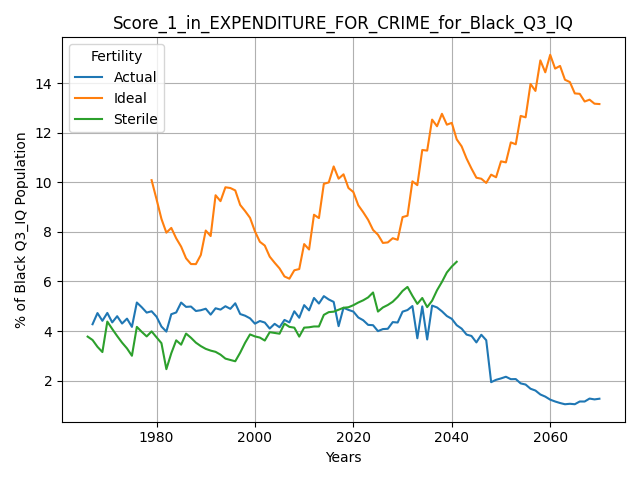 Score_1_in_EXPENDITURE_FOR_CRIME_for_Black_Q3_IQ
Fertility
Actual
Ideal
Sterile
% of Black Q3_IQ Population
14
12
10
8
6
4
2
1980
2000
2020
2040
2060
Years